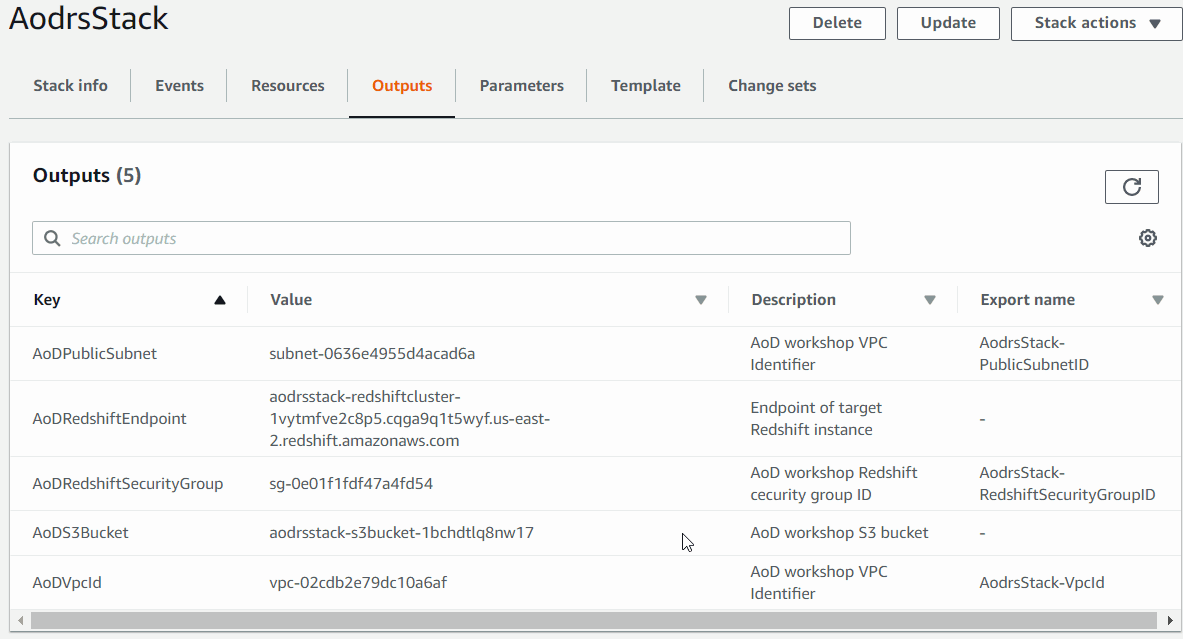 AodrsStack
Delete
Update
Stack actions
Stack info
Events
Resources
Outputs
Parameters
Template
Change sets
Outputs (5)
Search outputs
Key
Value
Description
Export name
AoDPublicSubnet
subnet-0636e4955d4acad6a
AoD workshop VPC
Identifier
AodrsStack-
PublicSubnetID
AoDRedshiftEndpoint
aodrsstack-redshiftcluster-
1vytmfve2c8p5.cqga9q1t5wyf.us-east-
2.redshift.amazonaws.com
Endpoint of target
Redshift instance
-
AoDRedshiftSecurityGroup
sg-0e01f1fdf47a4fd54
AoD workshop Redshift
cecurity group ID
AodrsStack-
RedshiftSecurityGroupID
AoDS3Bucket
aodrsstack-s3bucket-1bchdtlq8nw17
AoD workshop S3 bucket
-
AoDVpcId
vpc-02cdb2e79dc10a6af
AoD workshop VPC
Identifier
AodrsStack-VpcId